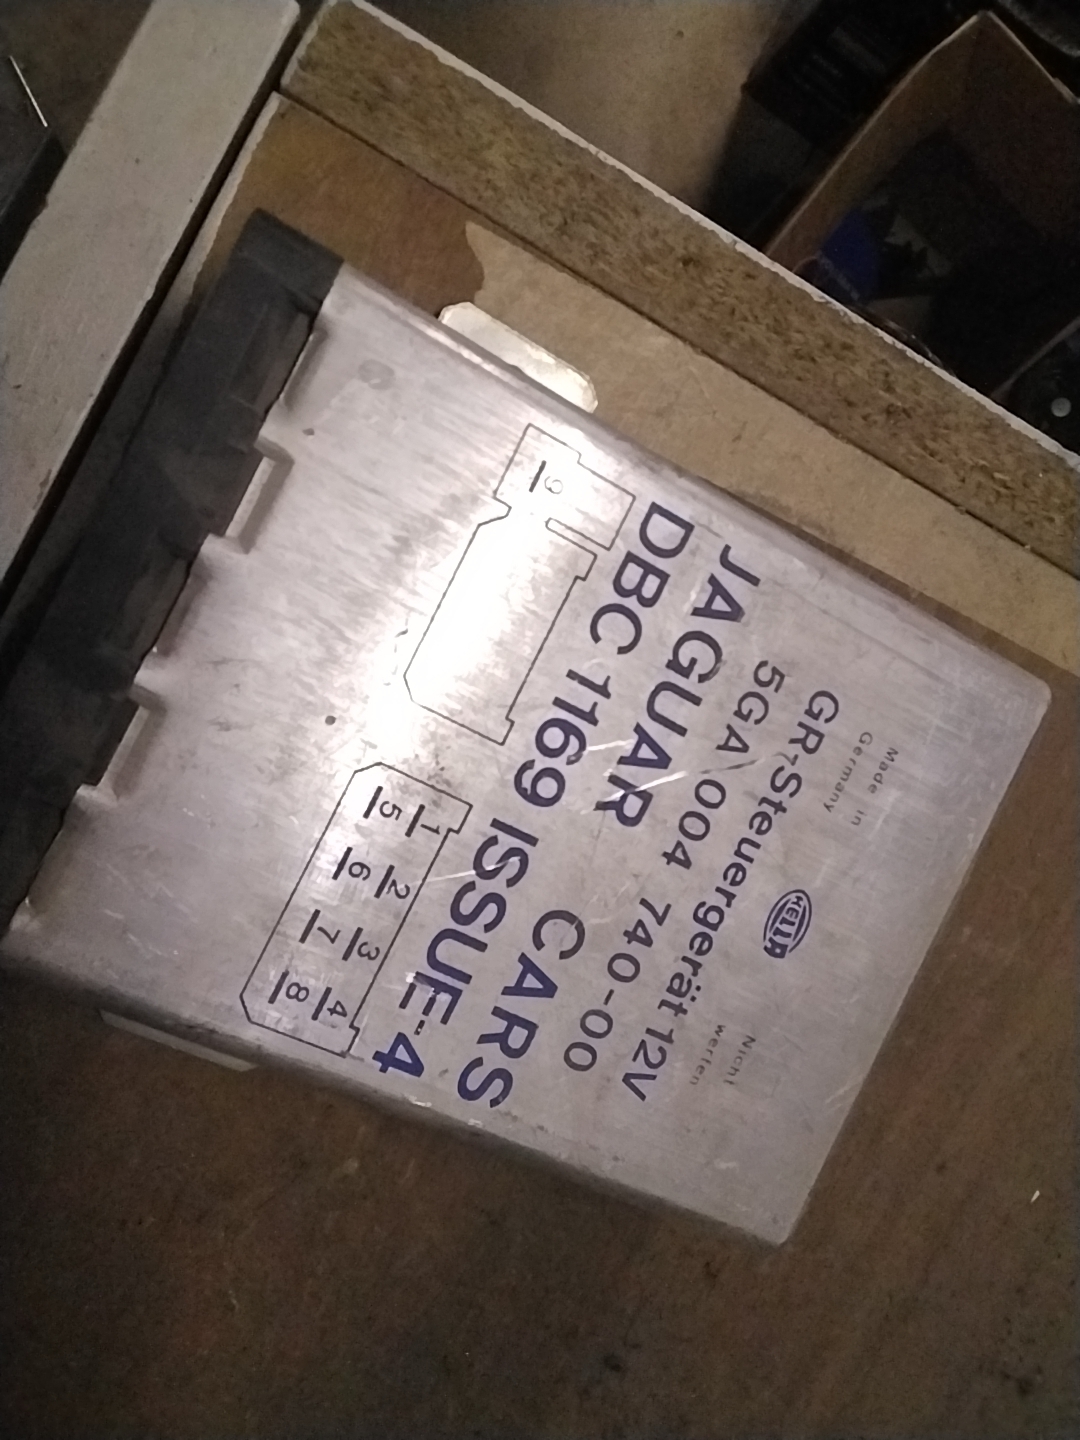 Made in
Germany
HELLA
Nicht
werfen
GR-Steuergerät 12V
5GA 004 740-00
JAGUAR CARS
DBC 1169 ISSUE-4
9
1 2 3 4
5 6 7 8